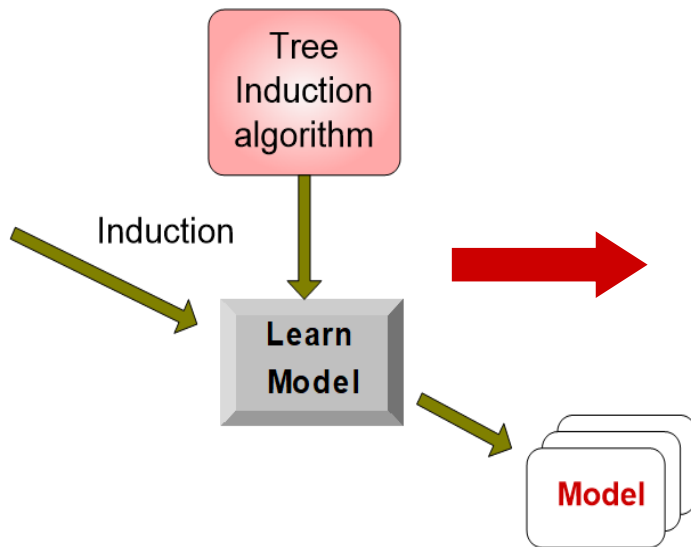 Tree
Induction
algorithm
Induction
Learn
Model
Model